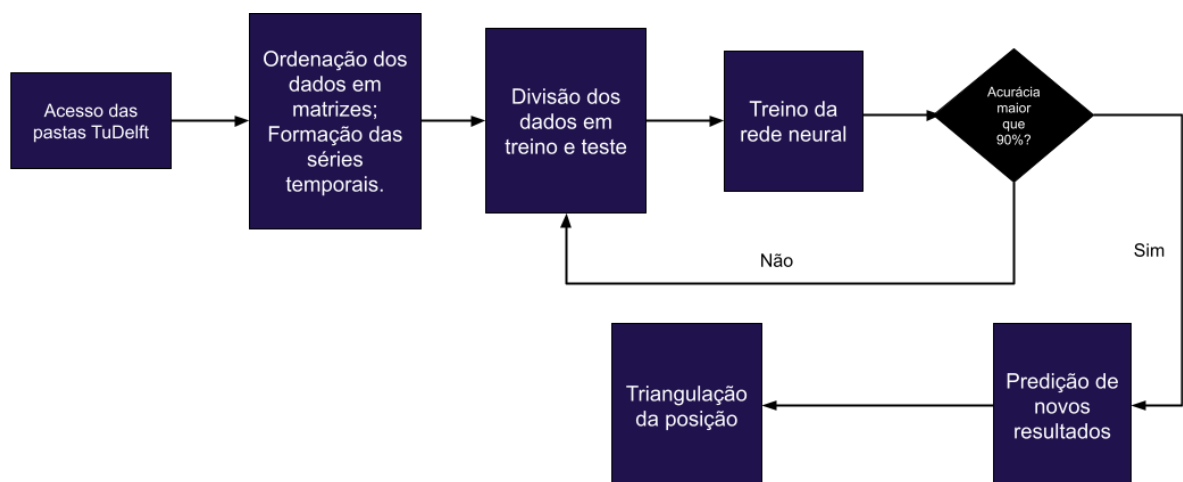 Acesso das
pastas TuDelft
Ordenação dos
dados em
matrizes;
Formação das
séries
temporais.
Divisão dos
dados em
treino e teste
Treino da
rede neural
Acurácia
maior
que
90%?
Não
Sim
Predição de
novos
resultados
Triangulação
da posição